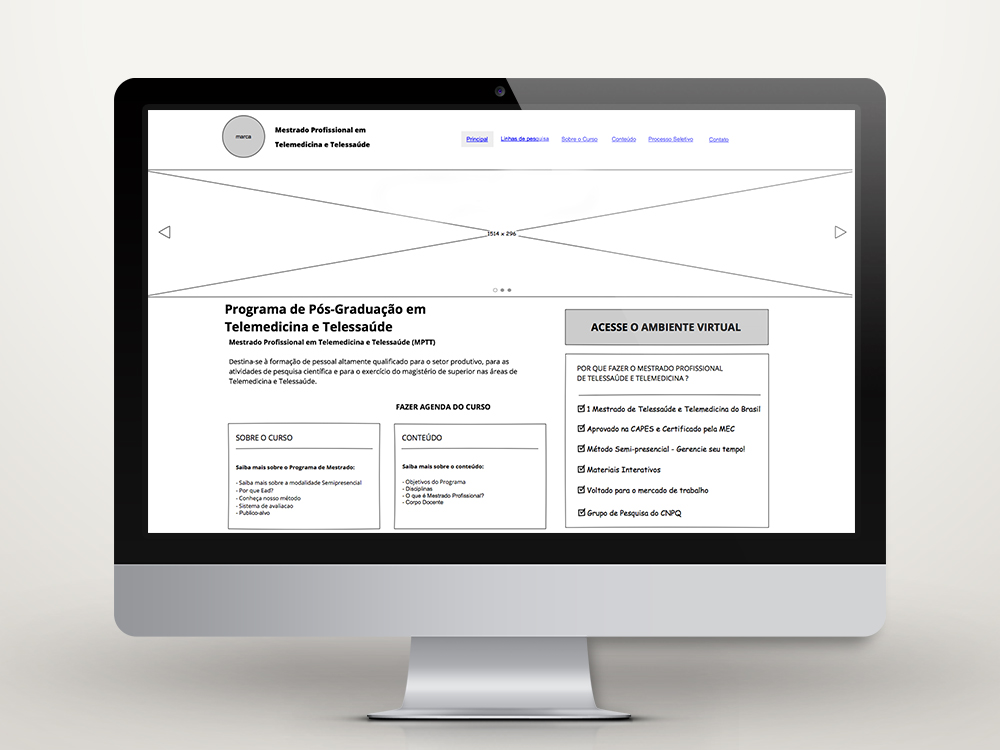 marca
Mestrado Profissional em
Telemedicina e Telessaúde
Principal
Linhas de pesquisa
Sobre o Curso
Conteúdo
Processo Seletivo
Contato
1514 x 296
Programa de Pós-Graduação em
Telemedicina e Telessaúde
Mestrado Profissional em Telemedicina e Telessaúde (MPTT)
Destina-se à formação de pessoal altamente qualificado para o setor produtivo, para as
atividades de pesquisa científica e para o exercício do magistério de superior nas áreas de
Telemedicina e Telessaúde.
FAZER AGENDA DO CURSO
SOBRE O CURSO
Saiba mais sobre o Programa de Mestrado:
- Saiba mais sobre a modalidade Semipresencial
- Por que Ead?
- Conheça nosso método
- Sistema de avaliacao
- Publico-alvo
CONTEÚDO
Saiba mais sobre o conteúdo:
- Objetivos do Programa
- Disciplinas
- O que é Mestrado Profissional?
- Corpo Docente
ACESSE O AMBIENTE VIRTUAL
POR QUE FAZER O MESTRADO PROFISSIONAL
DE TELESSAÚDE E TELEMEDICINA ?
1 Mestrado de Telessaúde e Telemedicina do Brasil
Aprovado na CAPES e Certificado pela MEC
Método Semi-presencial - Gerencie seu tempo!
Materiais Interativos
Voltado para o mercado de trabalho
Grupo de Pesquisa do CNPQ